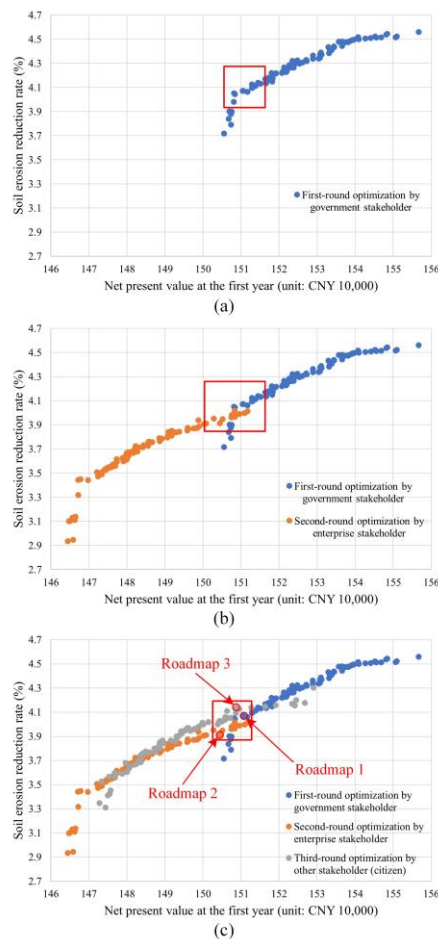 4.7
4.5
4.3
4.1
3.9
3.7
3.5
3.3
3.1
2.9
2.7
Soil erosion reduction rate (%)
First-round optimization by
government stakeholder
146 147 148 149 150 151 152 153 154 155 156
Net present value at the first year (unit: CNY 10,000)
(a)
4.7
4.5
4.3
4.1
3.9
3.7
3.5
3.3
3.1
2.9
2.7
Soil erosion reduction rate (%)
First-round optimization by
government stakeholder
Second-round optimization by
enterprise stakeholder
146 147 148 149 150 151 152 153 154 155 156
Net present value at the first year (unit: CNY 10,000)
(b)
4.7
4.5
4.3
4.1
3.9
3.7
3.5
3.3
3.1
2.9
2.7
Soil erosion reduction rate (%)
Roadmap 3
Roadmap 1
Roadmap 2
First-round optimization by
government stakeholder
Second-round optimization by
enterprise stakeholder
Third-round optimization by
other stakeholder (citizen)
146 147 148 149 150 151 152 153 154 155 156
Net present value at the first year (unit: CNY 10,000)
(c)